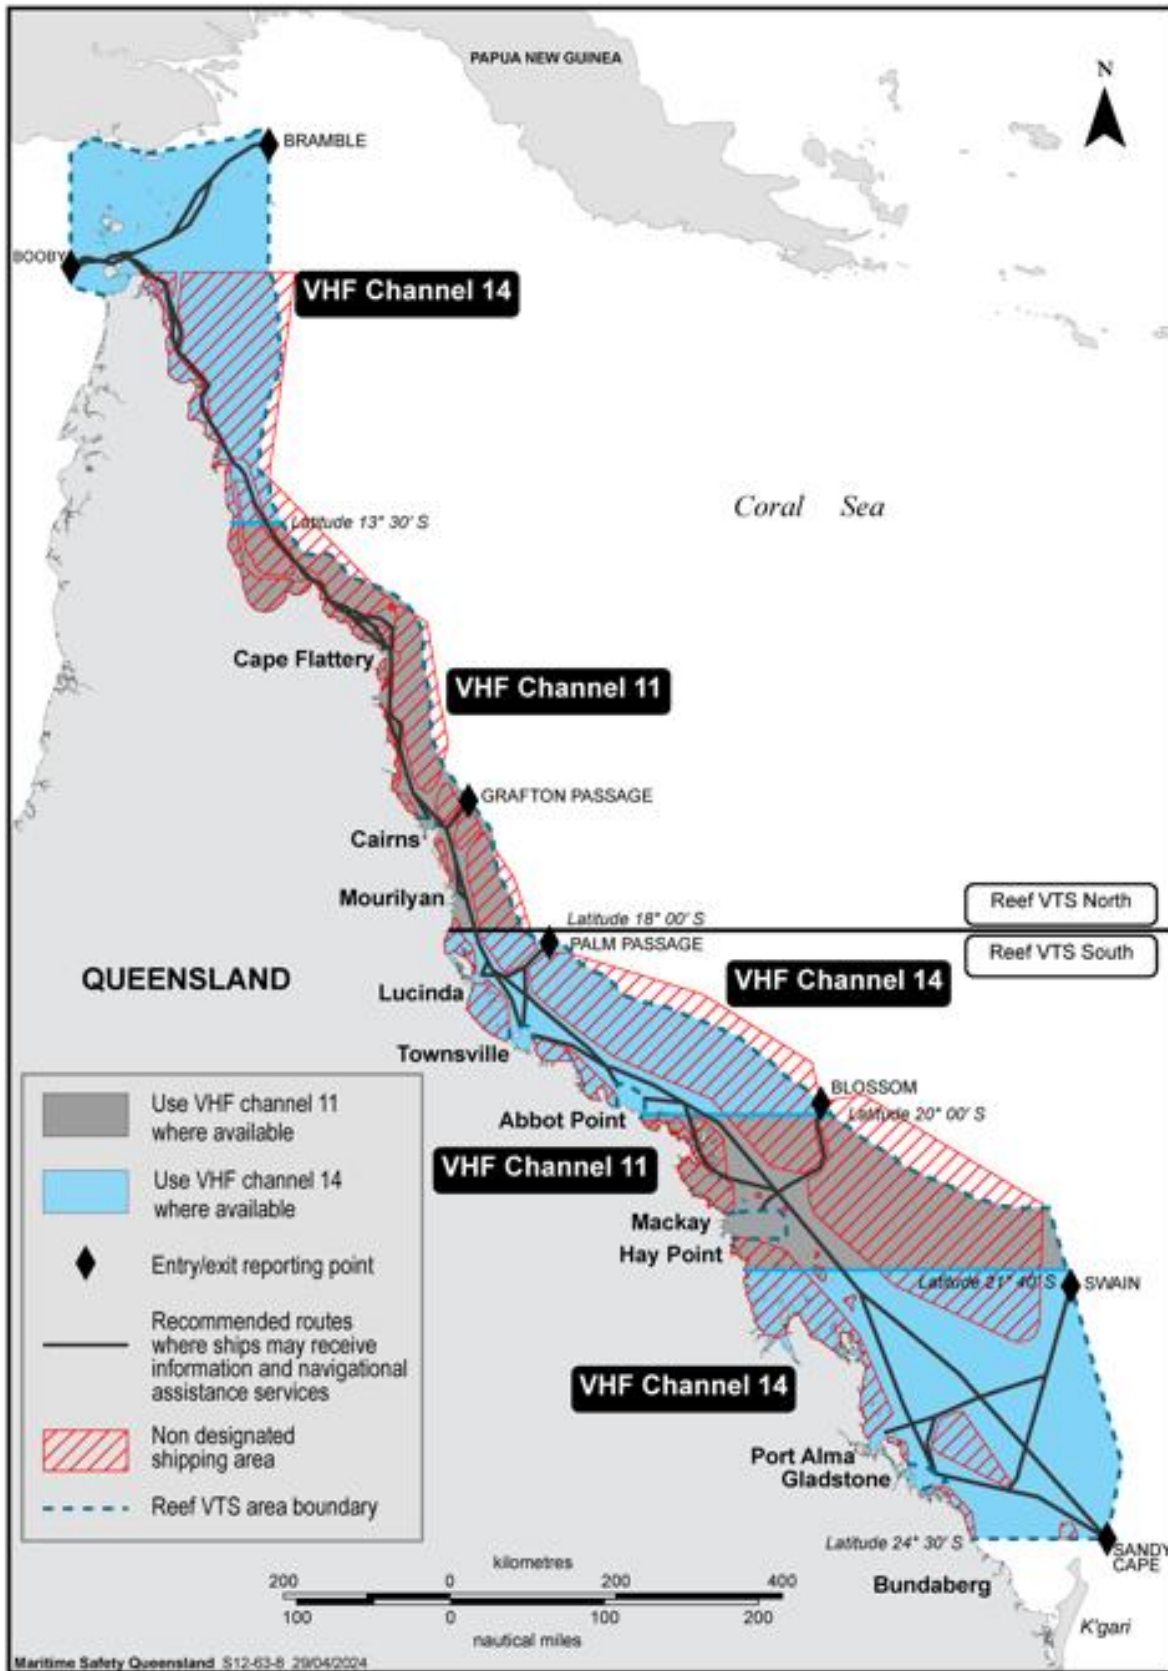 PAPUA NEW GUINEA
N
BRAMBLE
BOOBY
VHF Channel 14
Coral Sea
Latitude 13° 30' S
Cape Flattery
VHF Channel 11
GRAFTON PASSAGE
Cairns
Mourilyan
Reef VTS North
Latitude 18° 00' S
PALM PASSAGE
Reef VTS South
QUEENSLAND
VHF Channel 14
Lucinda
Townsville
BLOSSOM
Latitude 20° 00' S
Abbot Point
VHF Channel 11
Mackay
Hay Point
Latitude 21° 40' S
SWAIN
VHF Channel 14
Port Alma
Gladstone
Latitude 24° 30' S
SANDY
CAPE
Bundaberg
K'gari
Use VHF channel 11
where available
Use VHF channel 14
where available
Entry/exit reporting point
Recommended routes
where ships may receive
information and navigational
assistance services
Non designated
shipping area
Reef VTS area boundary
kilometres
200 0 200 400
100 0 100 200
nautical miles
Maritime Safety Queensland S12-63-8 29/04/2024